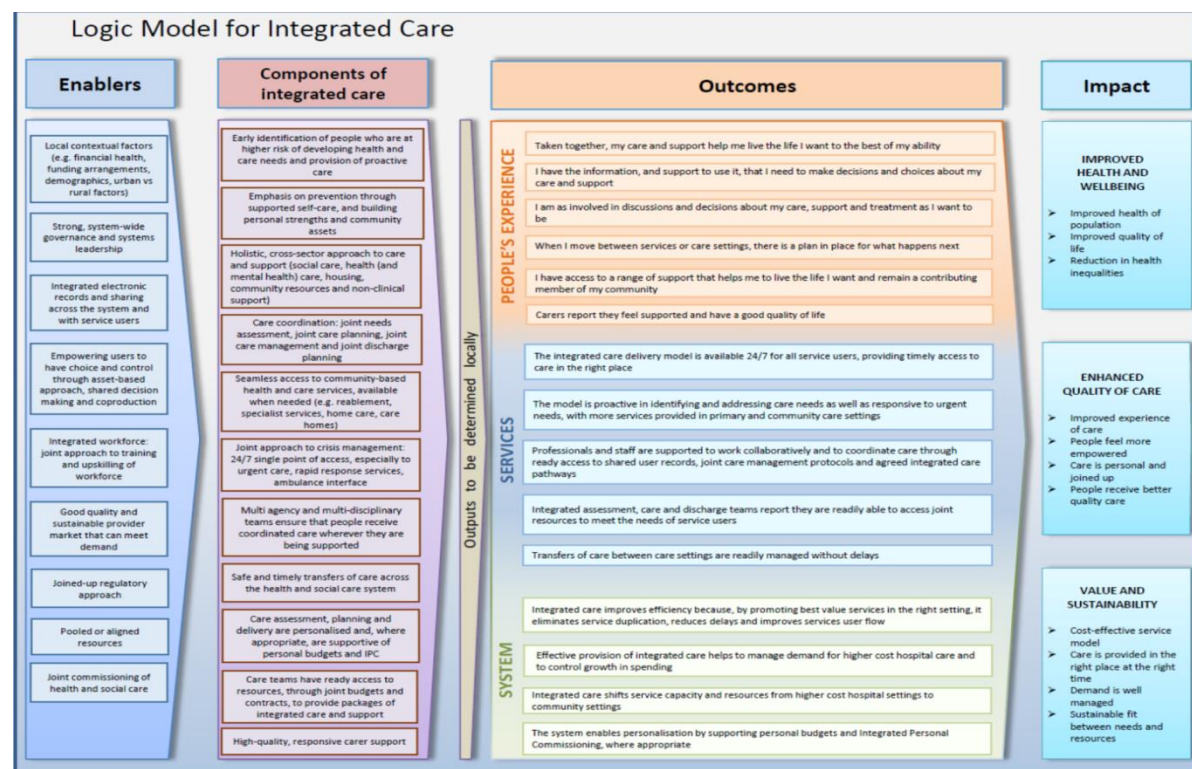 Logic Model for Integrated Care
Enablers
Local contextual factors
(e.g. financial health,
funding arrangements,
demographics, urban vs
rural factors)
Strong, system-wide
governance and systems
leadership
Integrated electronic
records and sharing
across the system and
with service users
Empowering users to
have choice and control
through asset-based
approach, shared decision
making and coproduction
Integrated workforce:
joint approach to training
and upskilling of
workforce
Good quality and
sustainable provider
market that can meet
demand
Joined-up regulatory
approach
Pooled or aligned
resources
Joint commissioning of
health and social care
Components of
integrated care
Early identification of people who are at
higher risk of developing health and
care needs and provision of proactive
care
Emphasis on prevention through
supported self-care, and building
personal strengths and community
assets
Holistic, cross-sector approach to care
and support (social care, health (and
mental health) care, housing,
community resources and non-clinical
support)
Care coordination: joint needs
assessment, joint care planning, joint
care management and joint discharge
planning
Seamless access to community-based
health and care services, available
when needed (e.g. reablement,
specialist services, home care, care
homes)
Joint approach to crisis management:
24/7 single point of access, especially to
urgent care, rapid response services,
ambulance interface
Multi agency and multi-disciplinary
teams ensure that people receive
coordinated care wherever they are
being supported
Safe and timely transfers of care across
the health and social care system
Care assessment, planning and
delivery are personalised and, where
appropriate, are supportive of
personal budgets and IPC
Care teams have ready access to
resources, through joint budgets and
contracts, to provide packages of
integrated care and support
High-quality, responsive carer support
Outputs to be determined locally
Outcomes
PEOPLE'S EXPERIENCE
Taken together, my care and support help me live the life I want to the best of my ability
I have the information, and support to use it, that I need to make decisions and choices about my
care and support
I am as involved in discussions and decisions about my care, support and treatment as I want to
be
When I move between services or care settings, there is a plan in place for what happens next
I have access to a range of support that helps me to live the life I want and remain a contributing
member of my community
Carers report they feel supported and have a good quality of life
SERVICES
The integrated care delivery model is available 24/7 for all service users, providing timely access to
care in the right place
The model is proactive in identifying and addressing care needs as well as responsive to urgent
needs, with more services provided in primary and community care settings
Professionals and staff are supported to work collaboratively and to coordinate care through
ready access to shared user records, joint care management protocols and agreed integrated care
pathways
Integrated assessment, care and discharge teams report they are readily able to access joint
resources to meet the needs of service users
Transfers of care between care settings are readily managed without delays
SYSTEM
Integrated care improves efficiency because, by promoting best value services in the right setting, it
eliminates service duplication, reduces delays and improves services user flow
Effective provision of integrated care helps to manage demand for higher cost hospital care and
to control growth in spending
Integrated care shifts service capacity and resources from higher cost hospital settings to
community settings
The system enables personalisation by supporting personal budgets and Integrated Personal
Commissioning, where appropriate
Impact
IMPROVED
HEALTH AND
WELLBEING
➢ Improved health of
population
➢ Improved quality of
life
➢ Reduction in health
inequalities
ENHANCED
QUALITY OF CARE
➢ Improved experience
of care
➢ People feel more
empowered
➢ Care is personal and
joined up
➢ People receive better
quality care
VALUE AND
SUSTAINABILITY
➢ Cost-effective service
model
➢ Care is provided in the
right place at the right
time
➢ Demand is well
managed
➢ Sustainable fit
between needs and
resources